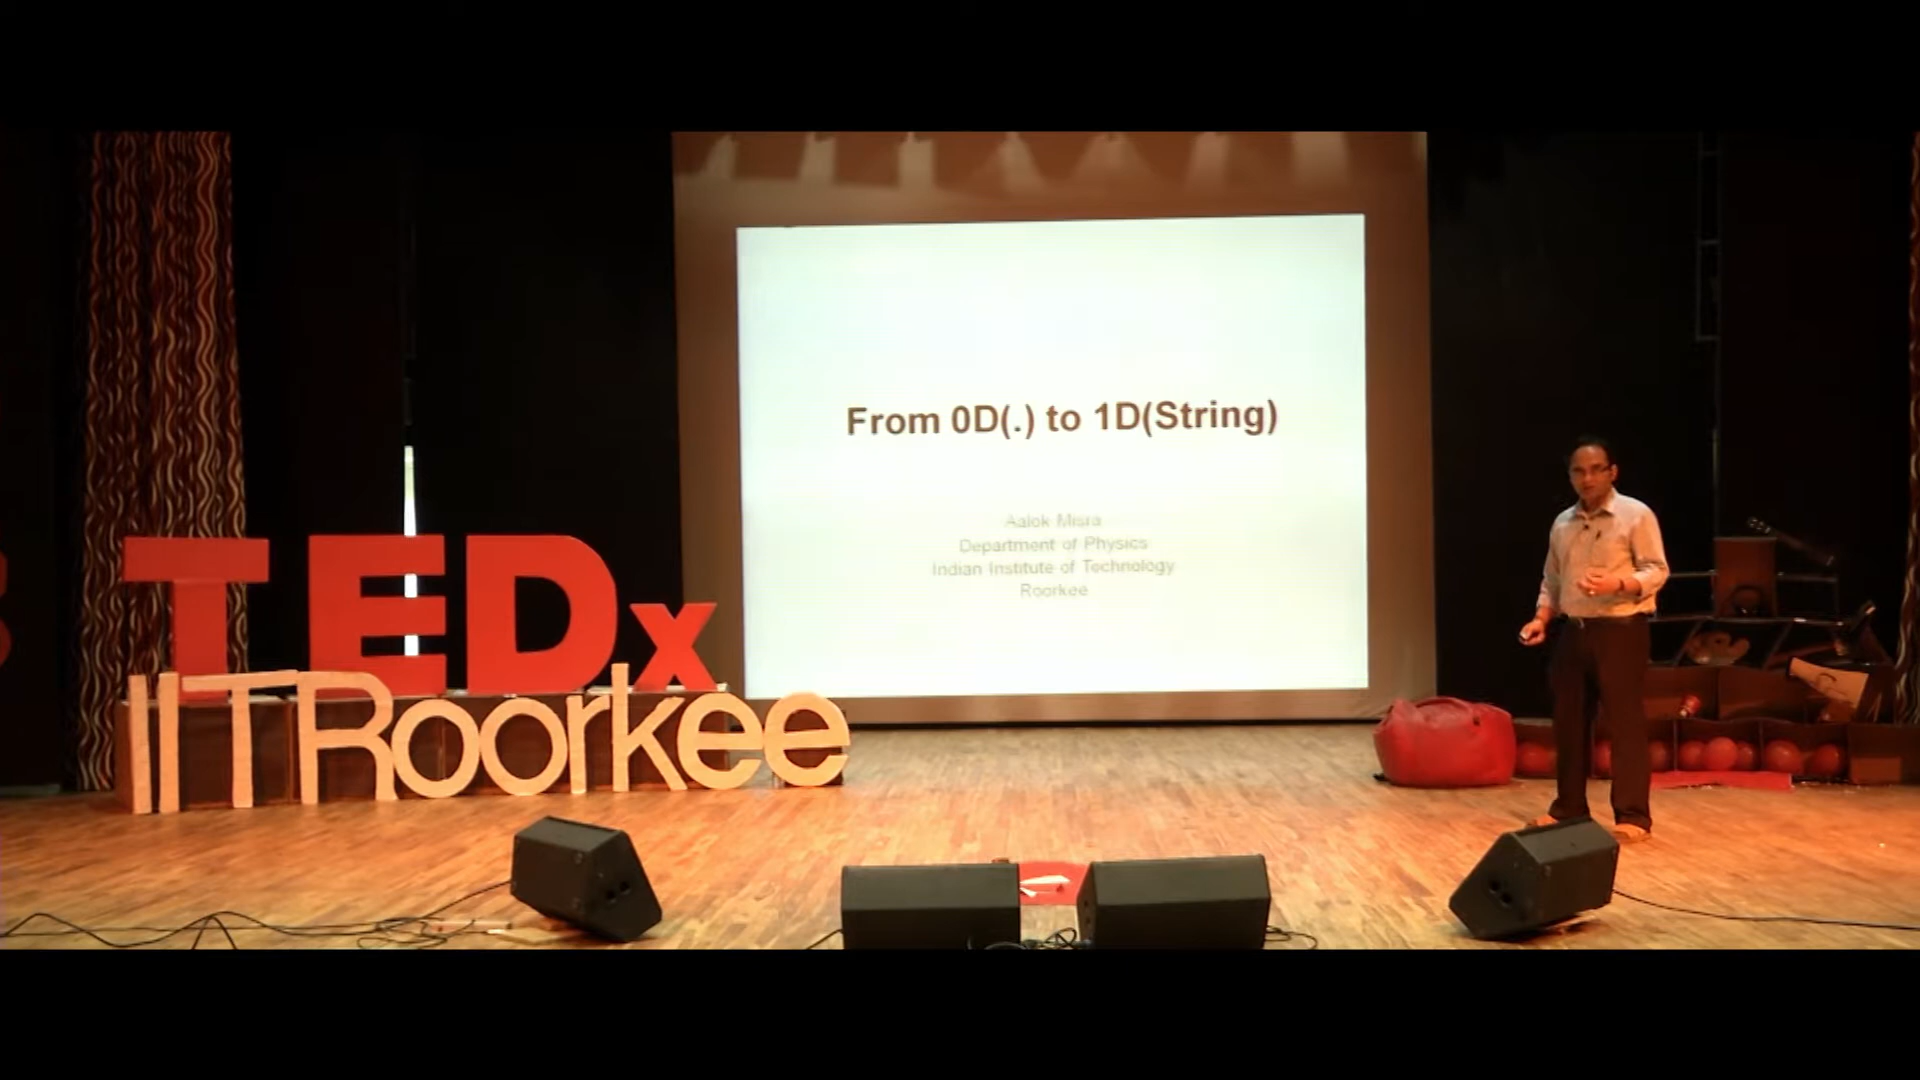 From 0D(.) to 1D(String)
Aalok Misra
Department of Physics
Indian Institute of Technology
Roorkee
TEDx
IITRoorkee